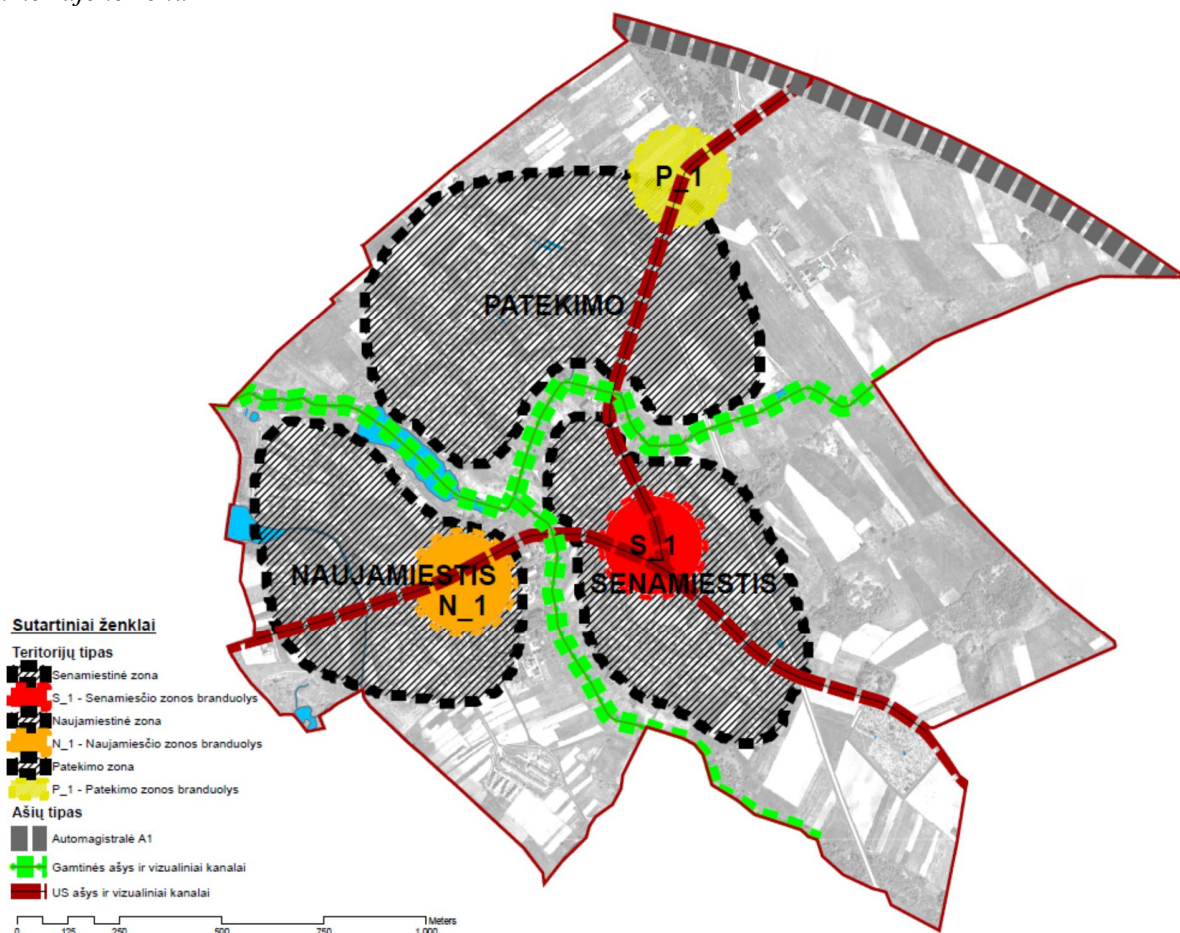 P_1
PATEKIMO
S_1
SENAMIESTIS
NAUJAMIESTIS
N_1
Sutartiniai ženklai
Teritorijų tipas
Senamiestinė zona
S_1 - Senamiesčio zonos branduolys
Naujamiestinė zona
N_1 - Naujamiesčio zonos branduolys
Patekimo zona
P_1 - Patekimo zonos branduolys
Ašių tipas
Automagistralė A1
Gamtinės ašys ir vizualiniai kanalai
US ašys ir vizualiniai kanalai
Meters
0 125 250 500 750 1 000